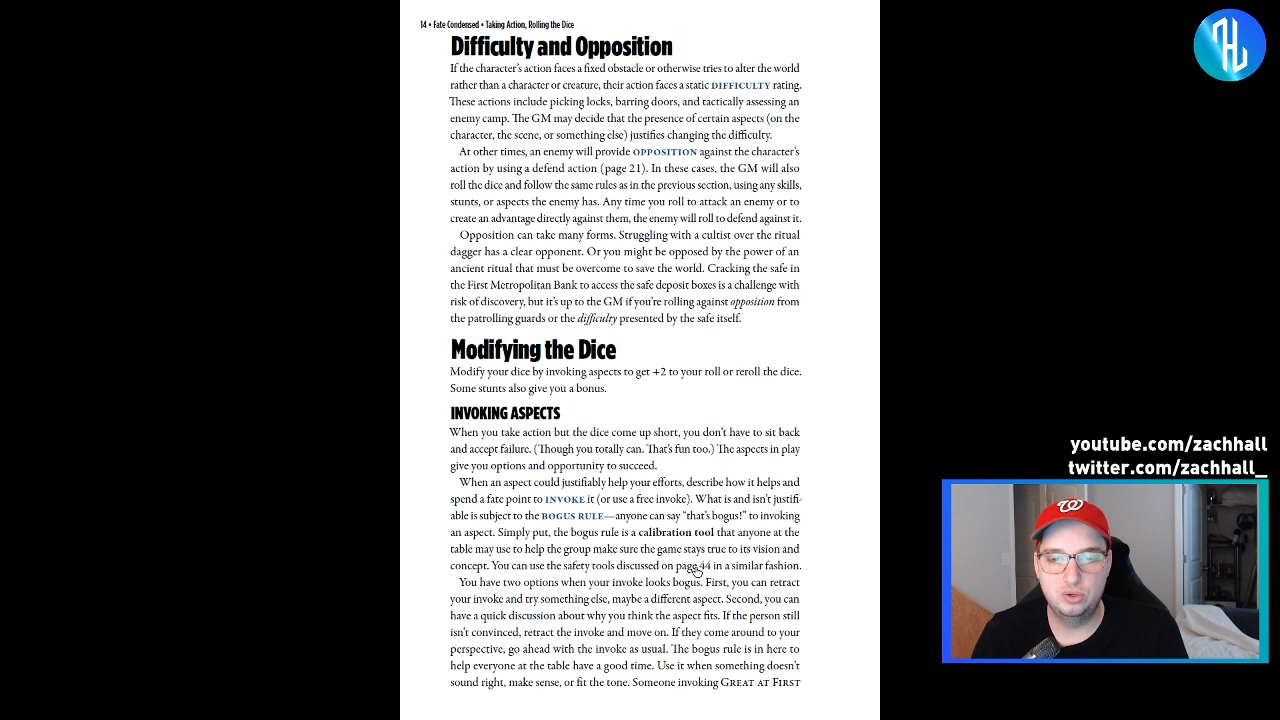 14 • Fate Condensed • Taking Action, Rolling the Dice
Difficulty and Opposition
If the character's action faces a fixed obstacle or otherwise tries to alter the world
rather than a character or creature, their action faces a static DIFFICULTY rating.
These actions include picking locks, barring doors, and tactically assessing an
enemy camp. The GM may decide that the presence of certain aspects (on the
character, the scene, or something else) justifies changing the difficulty.
At other times, an enemy will provide OPPOSITION against the character's
action by using a defend action (page 21). In these cases, the GM will also
roll the dice and follow the same rules as in the previous section, using any skills,
stunts, or aspects the enemy has. Any time you roll to attack an enemy or to
create an advantage directly against them, the enemy will roll to defend against it.
Opposition can take many forms. Struggling with a cultist over the ritual
dagger has a clear opponent. Or you might be opposed by the power of an
ancient ritual that must be overcome to save the world. Cracking the safe in
the First Metropolitan Bank to access the safe deposit boxes is a challenge with
risk of discovery, but it's up to the GM if you're rolling against opposition from
the patrolling guards or the difficulty presented by the safe itself.
Modifying the Dice
Modify your dice by invoking aspects to get +2 to your roll or reroll the dice.
Some stunts also give you a bonus.
INVOKING ASPECTS
When you take action but the dice come up short, you don't have to sit back
and accept failure. (Though you totally can. That's fun too.) The aspects in play
give you options and opportunity to succeed.
When an aspect could justifiably help your efforts, describe how it helps and
spend a fate point to INVOKE it (or use a free invoke). What is and isn't justifi-
able is subject to the BOGUS RULE—anyone can say "that's bogus!" to invoking
an aspect. Simply put, the bogus rule is a calibration tool that anyone at the
table may use to help the group make sure the game stays true to its vision and
concept. You can use the safety tools discussed on page 44 in a similar fashion.
You have two options when your invoke looks bogus. First, you can retract
your invoke and try something else, maybe a different aspect. Second, you can
have a quick discussion about why you think the aspect fits. If the person still
isn't convinced, retract the invoke and move on. If they come around to your
perspective, go ahead with the invoke as usual. The bogus rule is in here to
help everyone at the table have a good time. Use it when something doesn't
sound right, make sense, or fit the tone. Someone invoking GREAT AT FIRST
youtube.com/zachhall
twitter.com/zachhall_
W